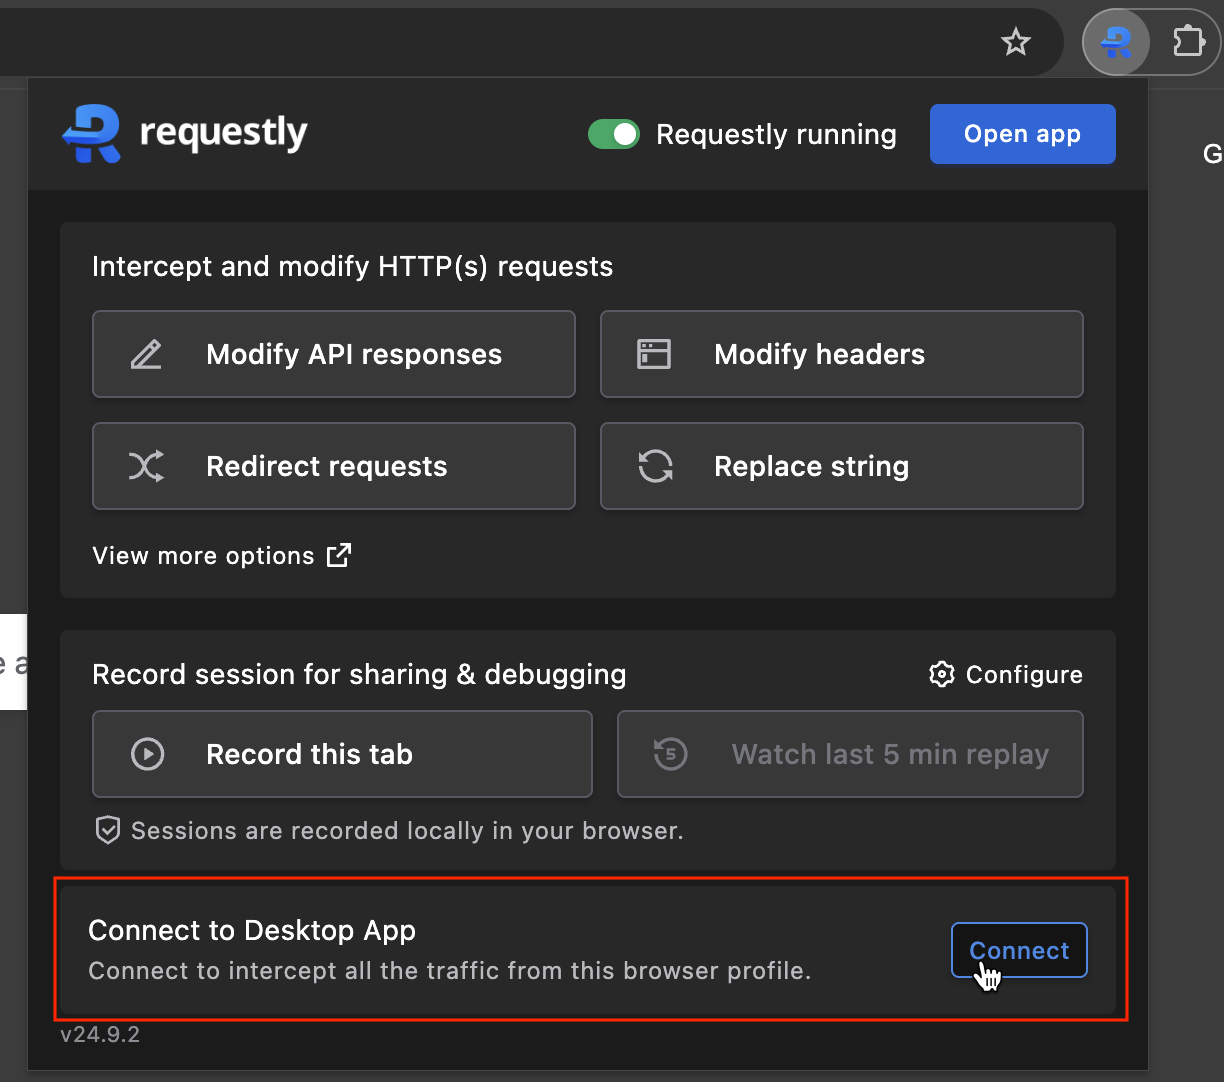 requestly
Requestly running
Open app
G
Intercept and modify HTTP(s) requests
Modify API responses
Modify headers
Redirect requests
Replace string
View more options
e a
Record session for sharing & debugging
Configure
Record this tab
5
Watch last 5 min replay
Sessions are recorded locally in your browser.
Connect to Desktop App
Connect to intercept all the traffic from this browser profile.
Connect
v24.9.2